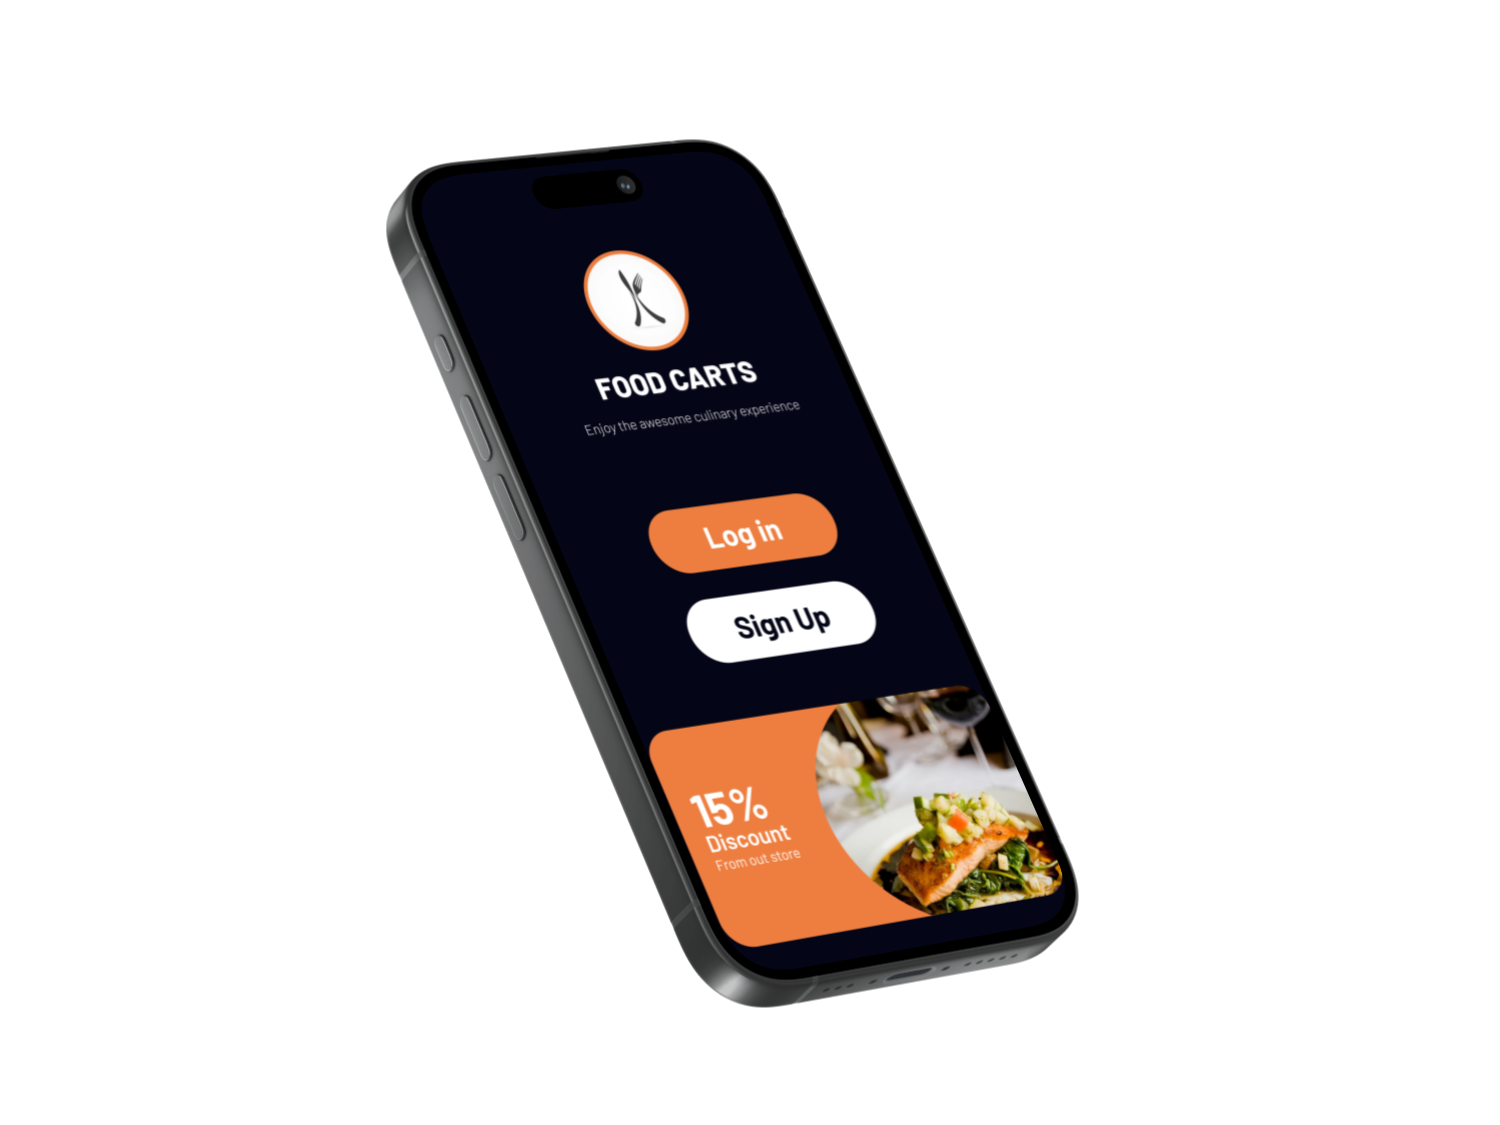 FOOD CARTS
Enjoy the awesome culinary experience
Log in
Sign Up
15%
Discount
From out store